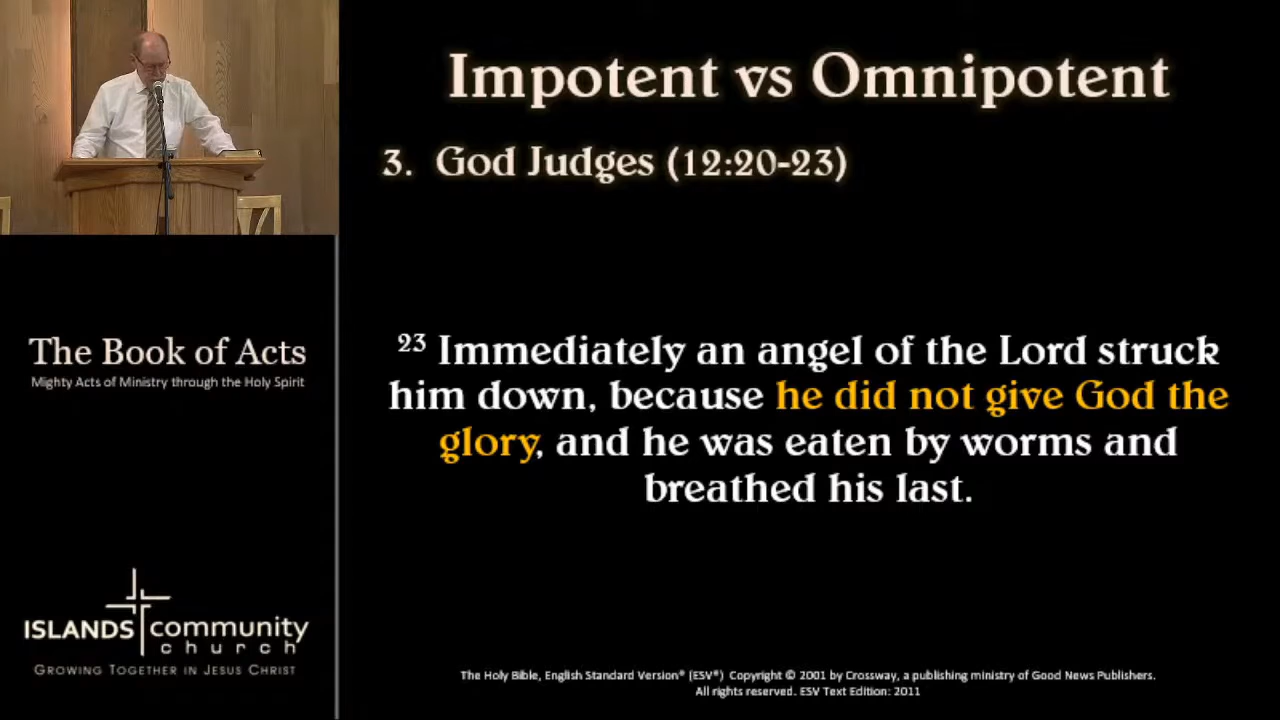 Impotent vs Omnipotent
3. God Judges (12:20-23)
23 Immediately an angel of the Lord struck
him down, because he did not give God the
glory, and he was eaten by worms and
breathed his last.
The Book of Acts
Mighty Acts of Ministry through the Holy Spirit
ISLANDS community
church
Growing Together in Jesus Christ
The Holy Bible, English Standard Version® (ESV®) Copyright © 2001 by Crossway, a publishing ministry of Good News Publishers.
All rights reserved. ESV Text Edition: 2011